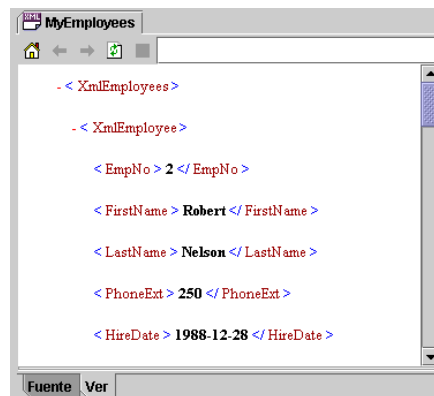 XML MyEmployees
- < XmlEmployees >
- < XmlEmployee >
< EmpNo > 2 </ EmpNo >
< FirstName > Robert </ FirstName >
< LastName > Nelson </ LastName >
< PhoneExt > 250 </ PhoneExt >
< HireDate > 1988-12-28 </ HireDate >
Fuente Ver